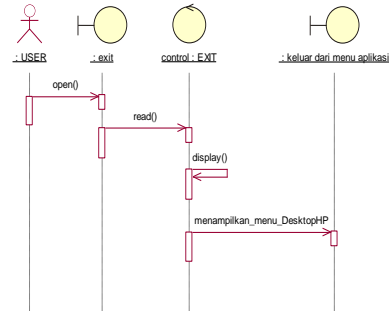 : USER
: exit
control : EXIT
: keluar dari menu aplikasi
open()
read()
display()
menampilkan_menu_DesktopHP